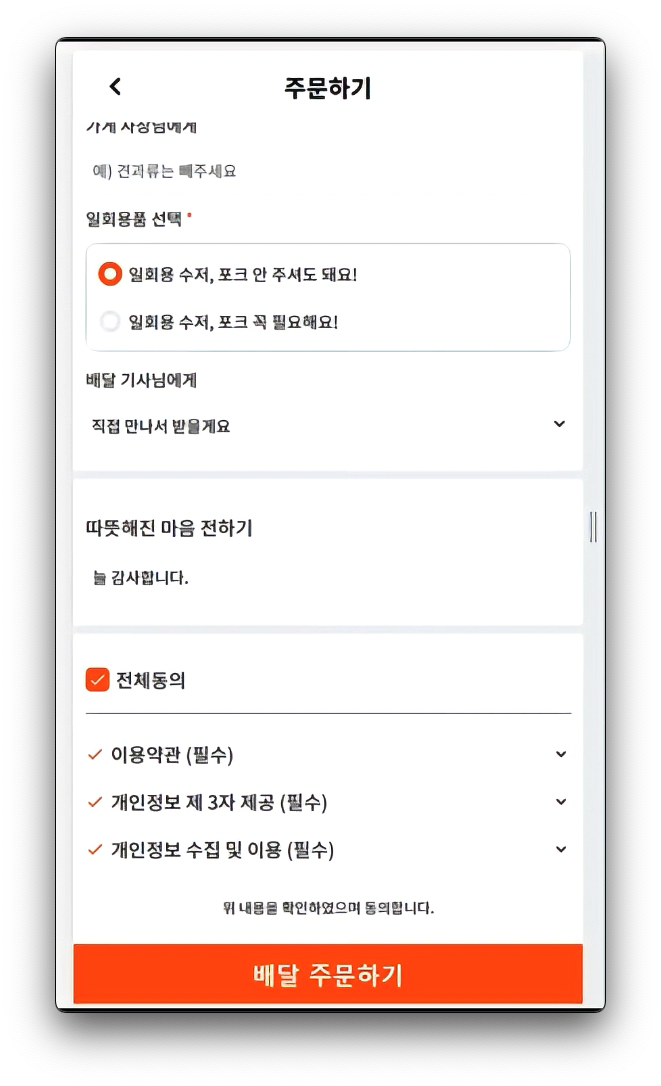 주문하기
가게 사장님에게
예) 견과류는 빼주세요
일회용품 선택 *
일회용 수저, 포크 안 주셔도 돼요!
일회용 수저, 포크 꼭 필요해요!
배달 기사님에게
직접 만나서 받을게요
따뜻해진 마음 전하기
늘 감사합니다.
전체동의
이용약관 (필수)
개인정보 제 3자 제공 (필수)
개인정보 수집 및 이용 (필수)
위 내용을 확인하였으며 동의합니다.
배달 주문하기